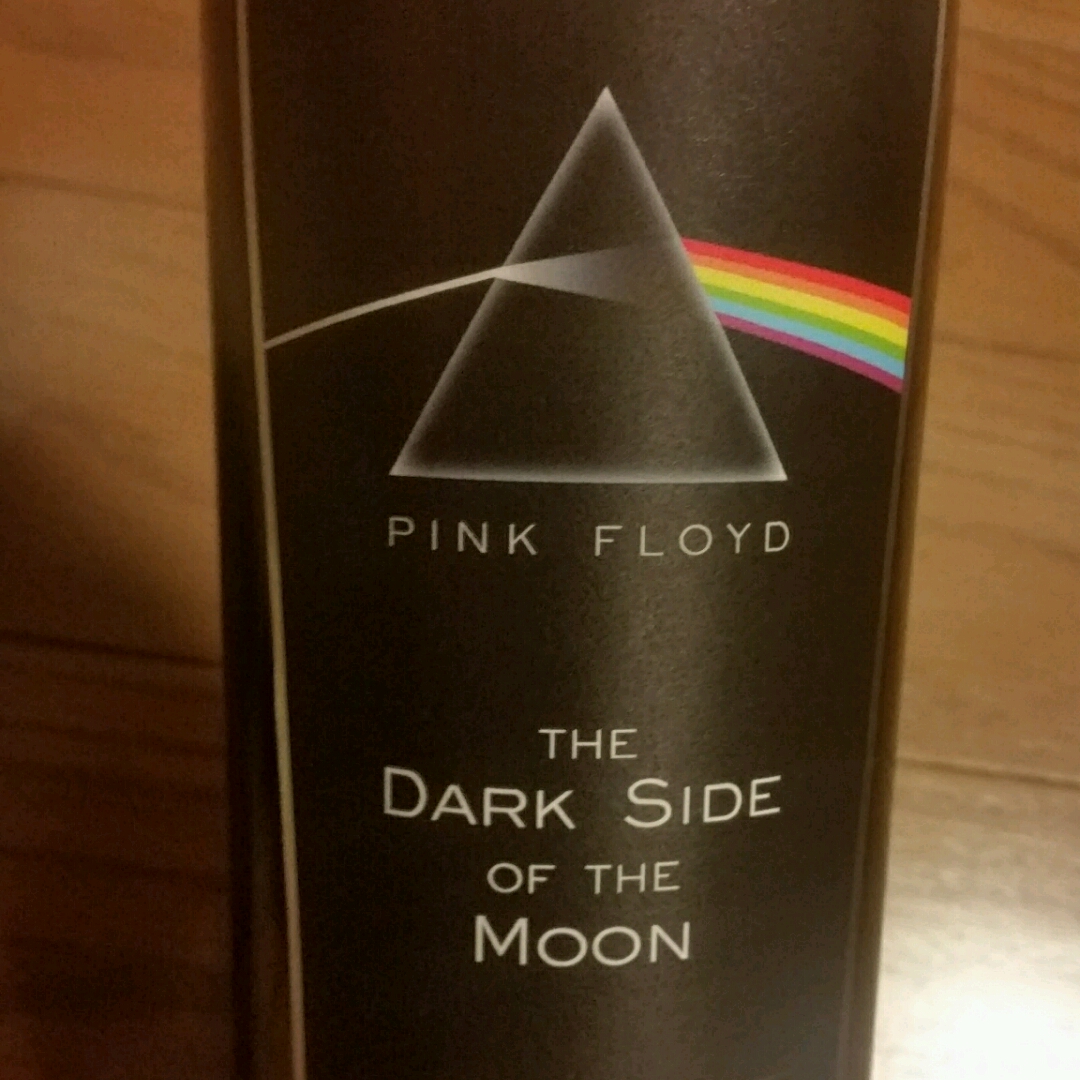 PINK FLOYD
THE
DARK SIDE
OF THE
MOON